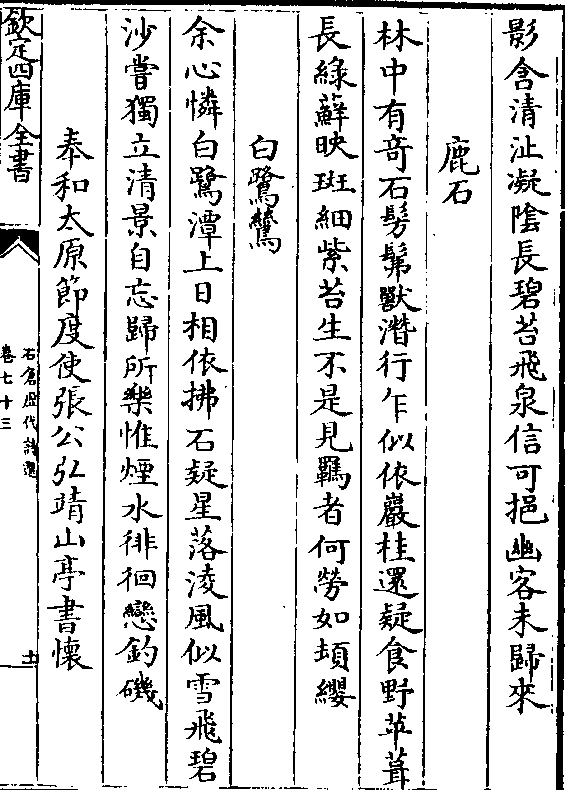 影含清沚凝陰長碧苔飛泉信可挹幽客未歸來
鹿石
林中有奇石髣髴獸潛行乍似依巖桂還疑食野苹茸
長綠蘚映斑細紫苔生不是見羈者何勞如頍纓
白鷺鷥
余心憐白鷺潭上日相依拂石疑星落淩風似雪飛碧
沙嘗獨立清景自忘歸所樂惟煙水徘徊戀釣磯
奉和太原節度使張公弘靖山亭書懷
欽定四庫全書
石倉歷代詩選
卷七十三
十一